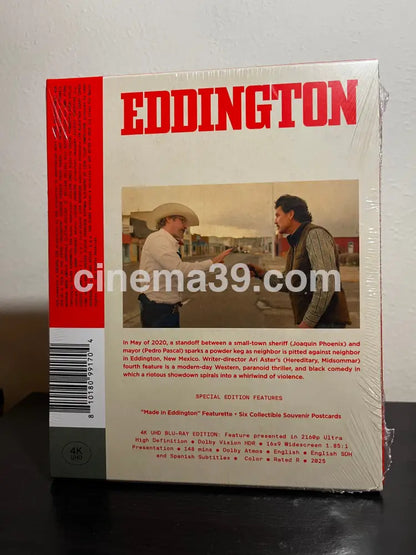 EDDINGTON
cinema39.com
In May of 2020, a standoff between a small-town sheriff (Joaquin Phoenix) and
mayor (Pedro Pascal) sparks a powder keg as neighbor is pitted against neighbor
in Eddington, New Mexico. Writer-director Ari Aster's (Hereditary, Midsommar)
fourth feature is a modern-day Western, paranoid thriller, and black comedy in
which a riotous showdown spirals into a whirlwind of violence.
SPECIAL EDITION FEATURES
"Made in Eddington" Featurette • Six Collectible Souvenir Postcards
4K UHD BLU-RAY EDITION: Feature presented in 2160p Ultra
High Definition • Dolby Vision HDR • 16x9 Widescreen 1.85:1
Presentation • 148 mins • Dolby Atmos • English • English SDH
and Spanish Subtitles • Color • Rated R • 2025
8 10180 99170 4
4K
UHD